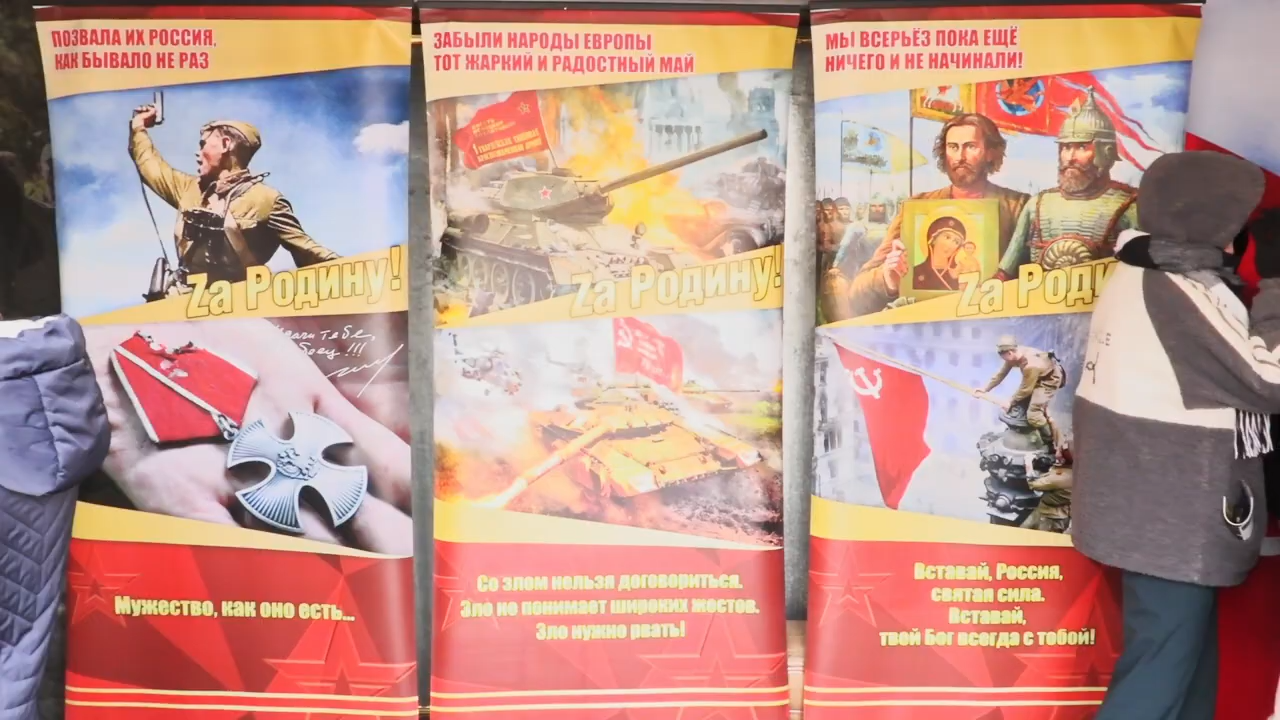 ПОЗВАЛА ИХ РОССИЯ,
КАК БЫВАЛО НЕ РАЗ
Zа Родину!
тебе,
боец!!!
Мужество, как оно есть...
ЗАБЫЛИ НАРОДЫ ЕВРОПЫ
ТОТ ЖАРКИЙ И РАДОСТНЫЙ МАЙ
Zа Родину!
Со злом нельзя договориться.
Зло не понимает широких жестов.
Зло нужно рвать!
МЫ ВСЕРЬЁЗ ПОКА ЕЩЁ
НИЧЕГО И НЕ НАЧИНАЛИ!
Zа Роди
Вставай, Россия,
святая сила.
Вставай,
твой Бог всегда с тобой!